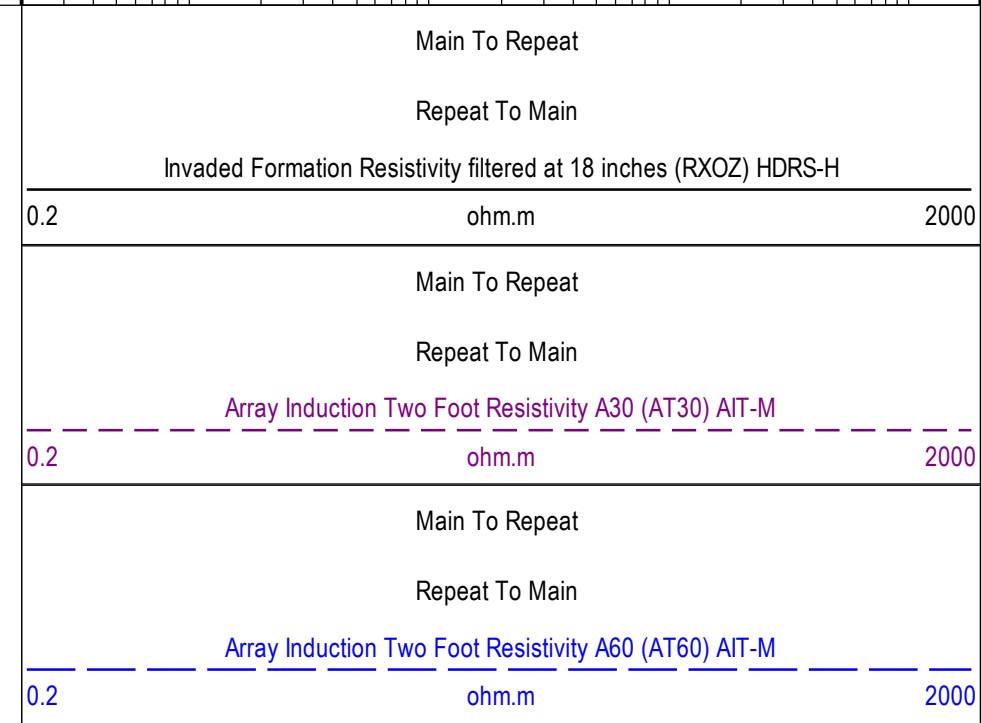 Main To Repeat
Repeat To Main
Invaded Formation Resistivity filtered at 18 inches (RXOZ) HDRS-H
0.2 ohm.m 2000
Main To Repeat
Repeat To Main
Array Induction Two Foot Resistivity A30 (AT30) AIT-M
0.2 ohm.m 2000
Main To Repeat
Repeat To Main
Array Induction Two Foot Resistivity A60 (AT60) AIT-M
0.2 ohm.m 2000